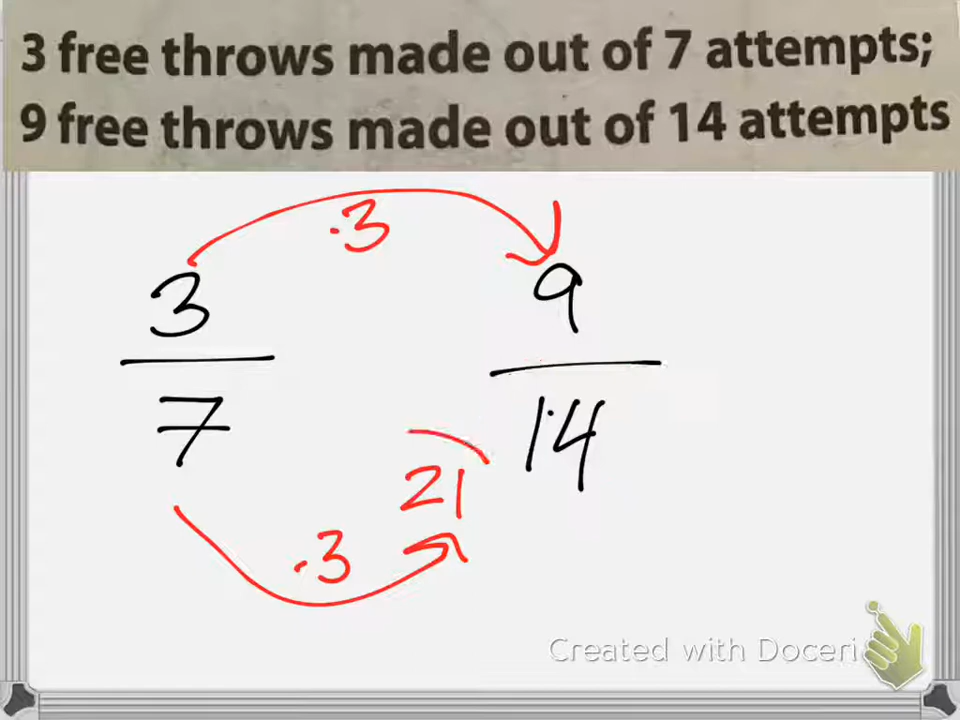 3 free throws made out of 7 attempts;
9 free throws made out of 14 attempts
·3
3 9
7 14
21
·3
Created with Doceri